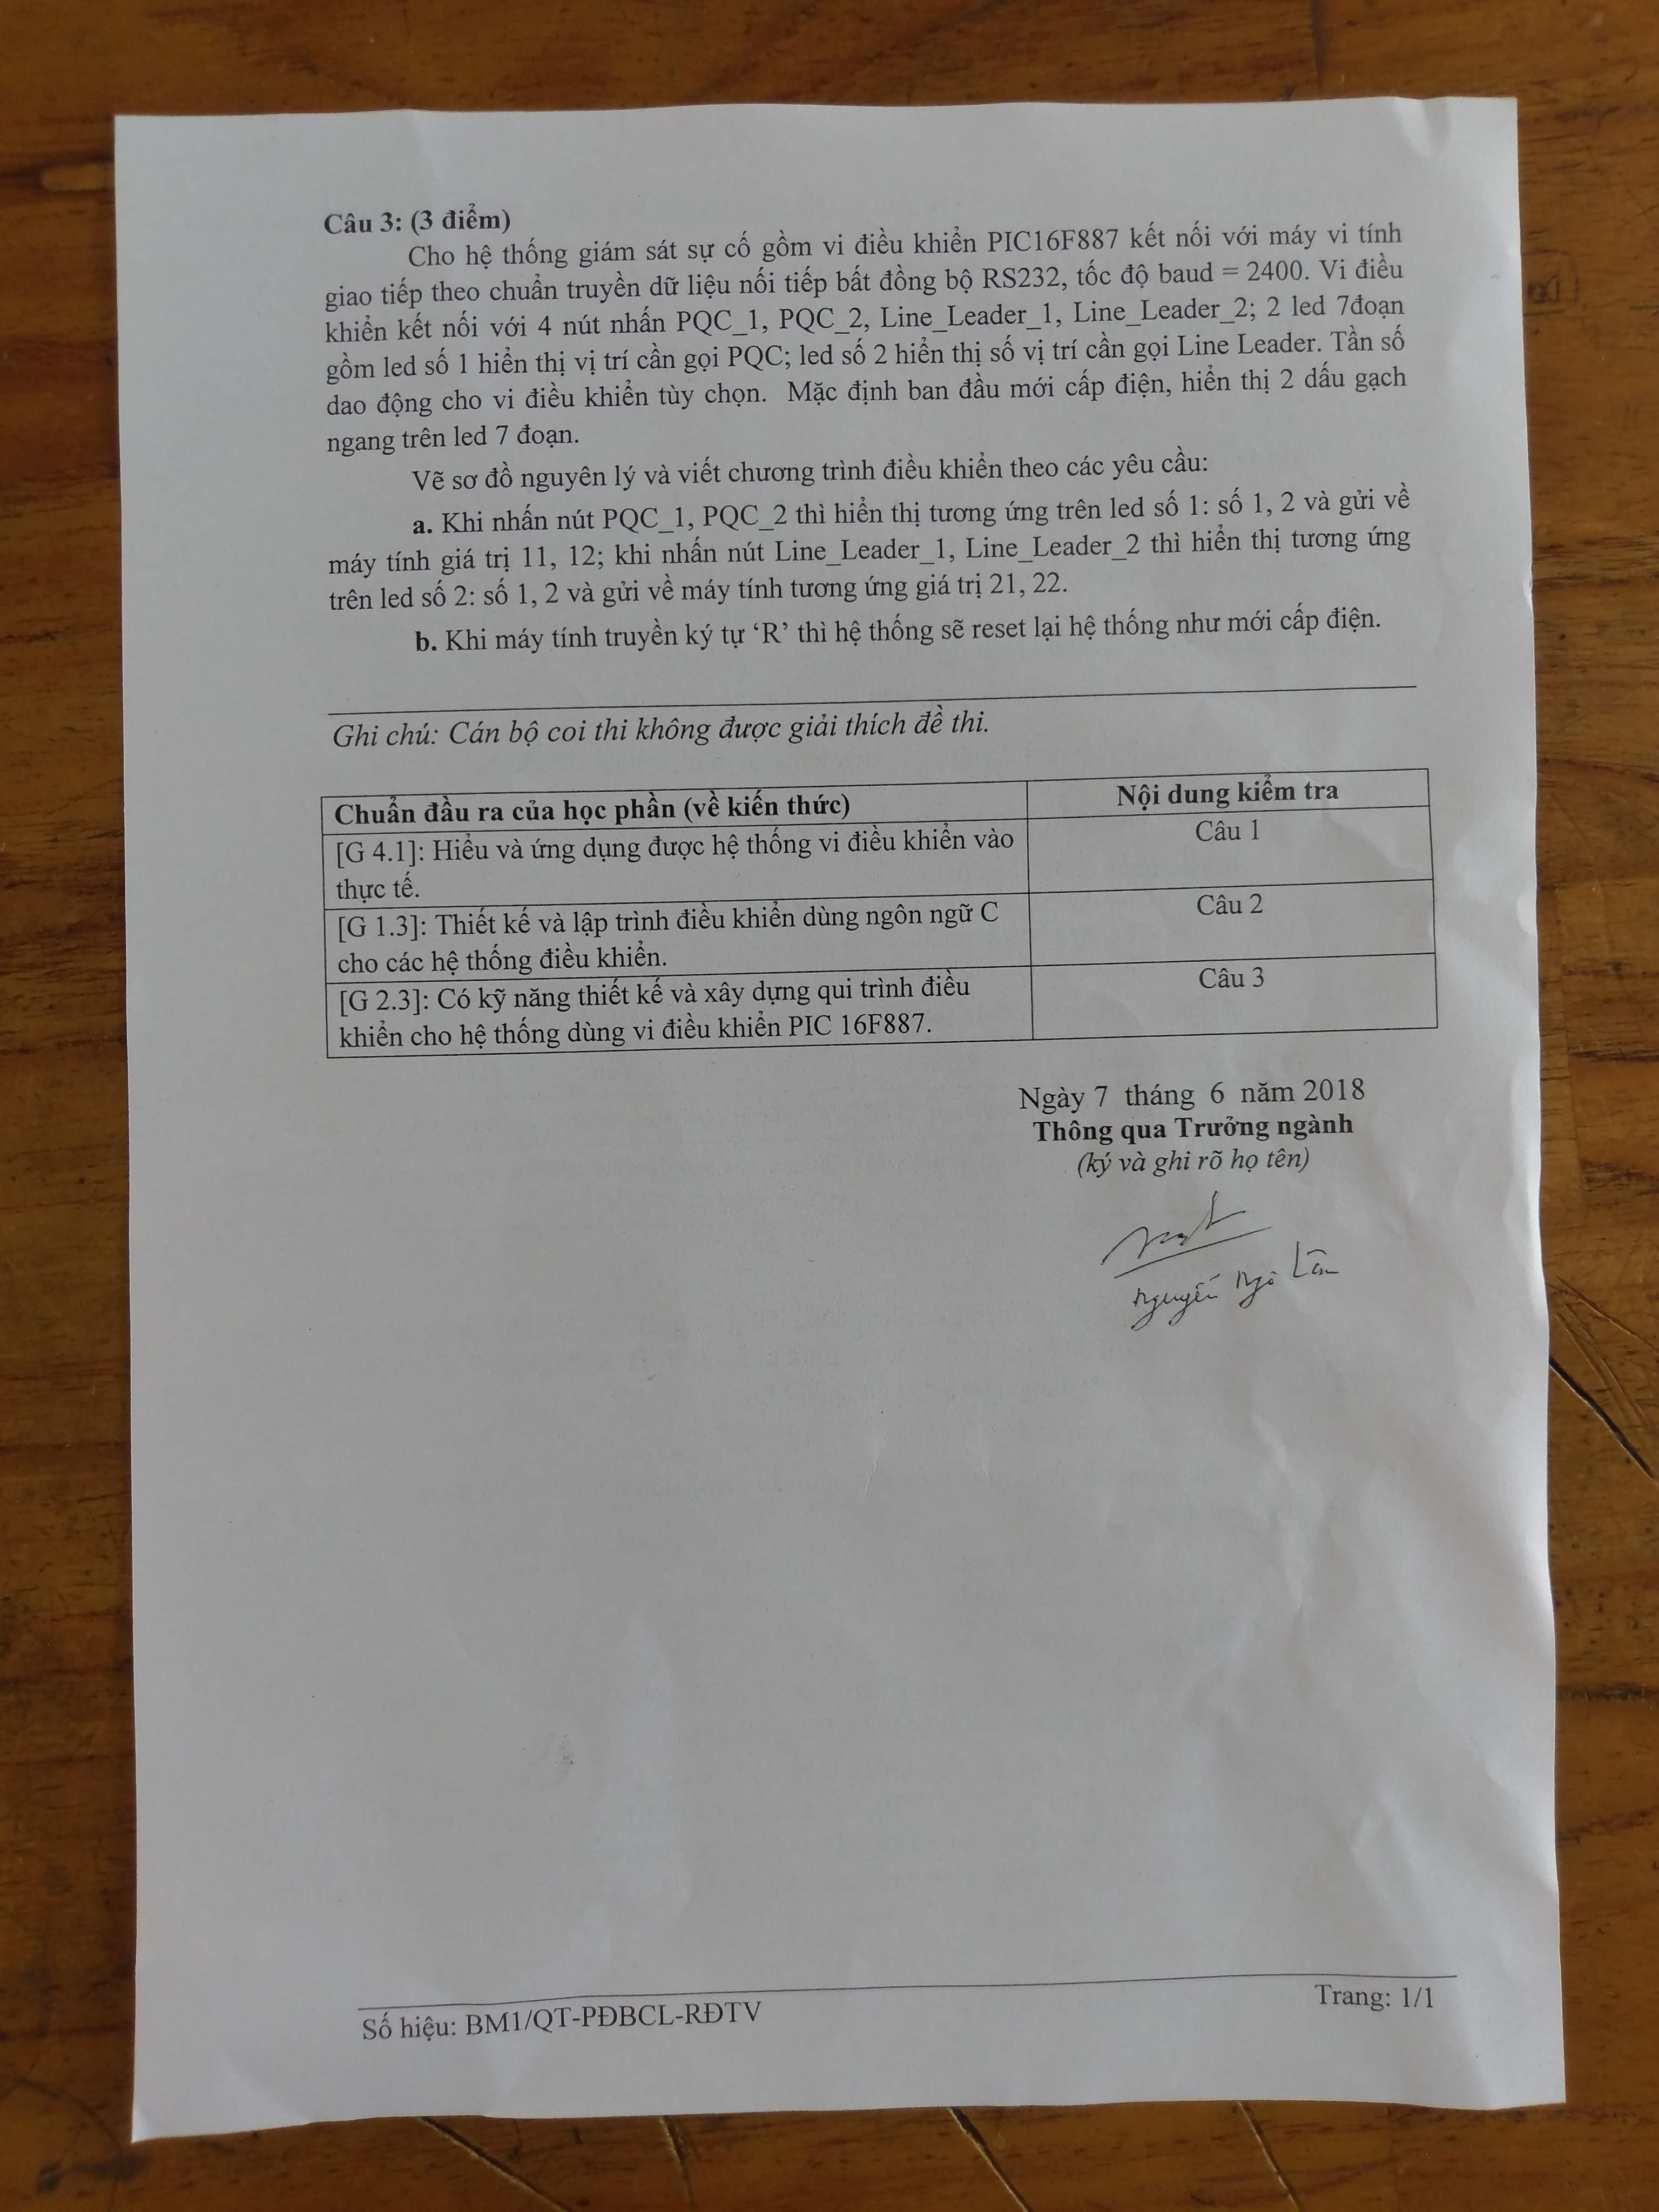 Câu 3: (3 điểm)
Cho hệ thống giám sát sự cố gồm vi điều khiển PIC16F887 kết nối với máy vi tính
giao tiếp theo chuẩn truyền dữ liệu nối tiếp bất đồng bộ RS232, tốc độ baud = 2400. Vi điều
khiển kết nối với 4 nút nhấn PQC_1, PQC_2, Line_Leader_1, Line_Leader_2; 2 led 7đoạn
gồm led số 1 hiển thị vị trí cần gọi PQC; led số 2 hiển thị số vị trí cần gọi Line Leader. Tần số
dao động cho vi điều khiển tùy chọn. Mặc định ban đầu mới cấp điện, hiển thị 2 dấu gạch
ngang trên led 7 đoạn.
Vẽ sơ đồ nguyên lý và viết chương trình điều khiển theo các yêu cầu:
a. Khi nhấn nút PQC_1, PQC_2 thì hiển thị tương ứng trên led số 1: số 1, 2 và gửi về
máy tính giá trị 11, 12; khi nhấn nút Line_Leader_1, Line_Leader_2 thì hiển thị tương ứng
trên led số 2: số 1, 2 và gửi về máy tính tương ứng giá trị 21, 22.
b. Khi máy tính truyền ký tự ‘R’ thì hệ thống sẽ reset lại hệ thống như mới cấp điện.
Ghi chú: Cán bộ coi thi không được giải thích đề thi.
Chuẩn đầu ra của học phần (về kiến thức) Nội dung kiểm tra
[G 4.1]: Hiểu và ứng dụng được hệ thống vi điều khiển vào Câu 1
thực tế.
[G 1.3]: Thiết kế và lập trình điều khiển dùng ngôn ngữ C Câu 2
cho các hệ thống điều khiển.
[G 2.3]: Có kỹ năng thiết kế và xây dựng qui trình điều Câu 3
khiển cho hệ thống dùng vi điều khiển PIC 16F887.
Ngày 7 tháng 6 năm 2018
Thông qua Trưởng ngành
(ký và ghi rõ họ tên)
Nguyễn Ngô Lâm
Số hiệu: BM1/QT-PĐBCL-RĐTV Trang: 1/1